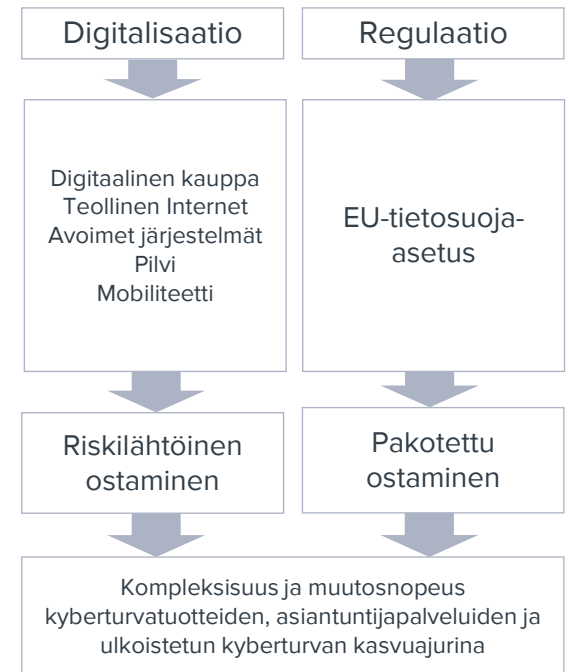 Digitalisaatio
Regulaatio
Digitaalinen kauppa
Teollinen Internet
Avoimet järjestelmät
Pilvi
Mobiliteetti
EU-tietosuoja-
asetus
Riskilähtöinen
ostaminen
Pakotettu
ostaminen
Kompleksisuus ja muutosnopeus
kyberturvatuotteiden, asiantuntijapalveluiden ja
ulkoistetun kyberturvan kasvuajurina